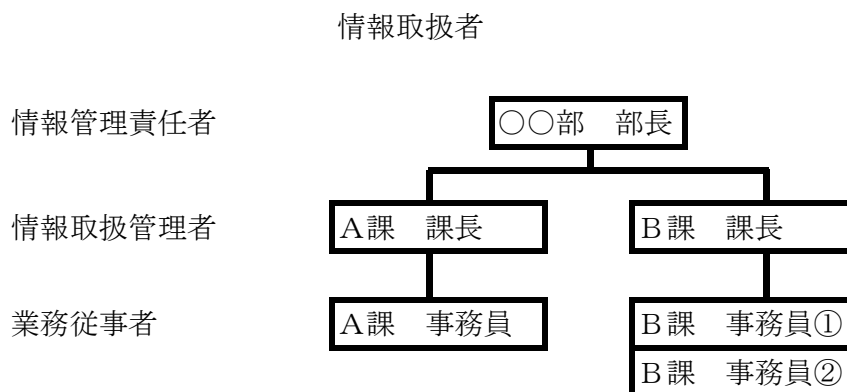 情報取扱者
情報管理責任者 ○○部 部長
情報取扱管理者 A課 課長 B課 課長
業務従事者 A課 事務員 B課 事務員①
B課 事務員②